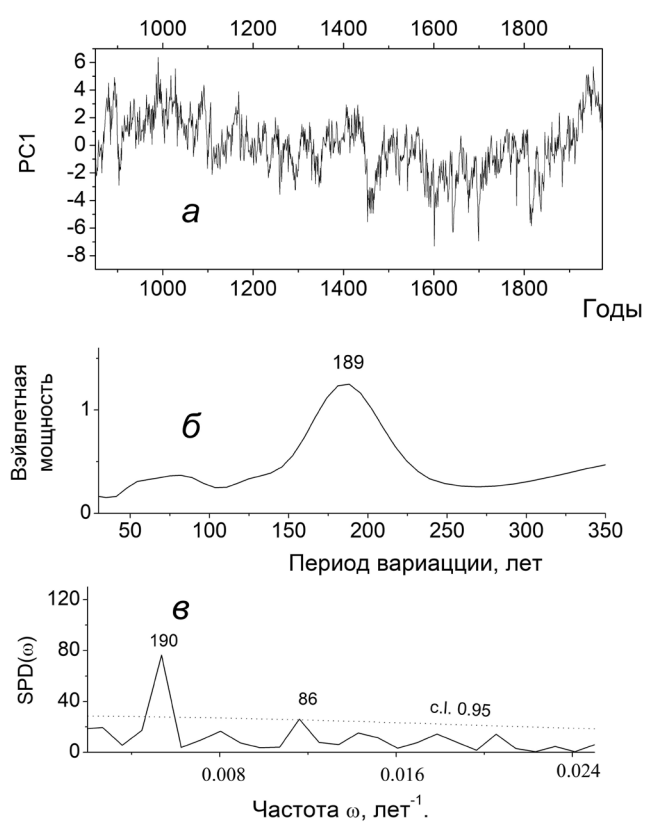 1000 1200 1400 1600 1800
6
4
2
0
-2
-4
-6
-8
PC1
а
1000 1200 1400 1600 1800
Годы
189
1
0
Вэйвлетная
мощность
б
50 100 150 200 250 300 350
Период вариацции, лет
в
120
80
40
0
SPD(ω)
190
86
c.l. 0.95
0.008 0.016 0.024
Частота ω, лет-1.